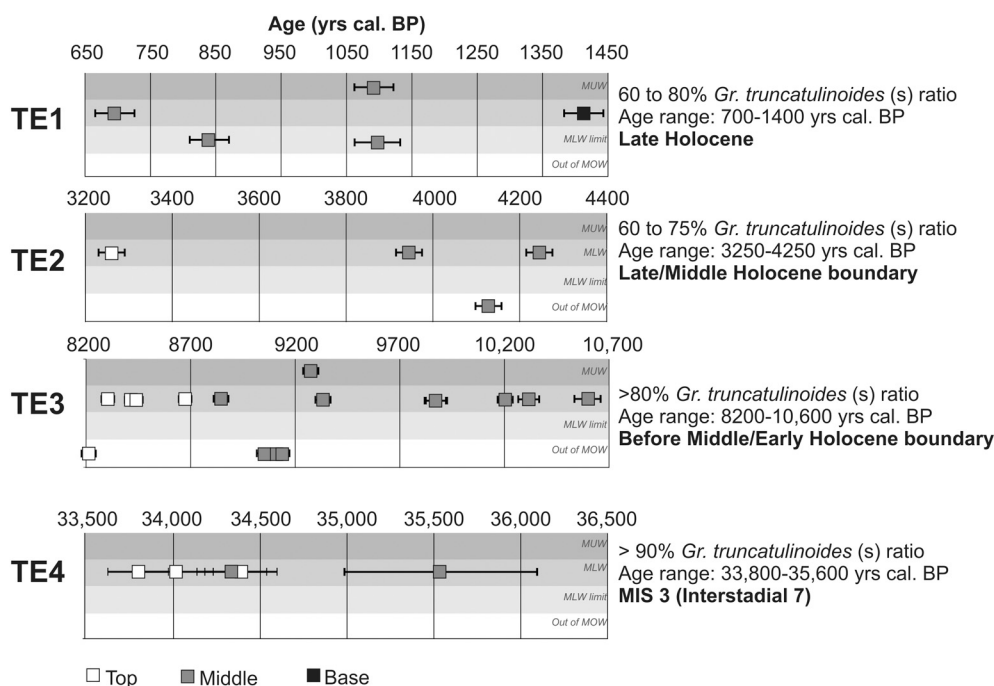 Age (yrs cal. BP)
650 750 850 950 1050 1150 1250 1350 1450
TE1
MUW
MLW limit
Out of MOW
60 to 80% Gr. truncatulinoides (s) ratio
Age range: 700-1400 yrs cal. BP
Late Holocene
3200 3400 3600 3800 4000 4200 4400
TE2
MUW
MLW
MLW limit
Out of MOW
60 to 75% Gr. truncatulinoides (s) ratio
Age range: 3250-4250 yrs cal. BP
Late/Middle Holocene boundary
8200 8700 9200 9700 10,200 10,700
TE3
MUW
MLW limit
Out of MOW
>80% Gr. truncatulinoides (s) ratio
Age range: 8200-10,600 yrs cal. BP
Before Middle/Early Holocene boundary
33,500 34,000 34,500 35,000 35,500 36,000 36,500
TE4
MUW
MLW
MLW limit
Out of MOW
> 90% Gr. truncatulinoides (s) ratio
Age range: 33,800-35,600 yrs cal. BP
MIS 3 (Interstadial 7)
Top Middle Base